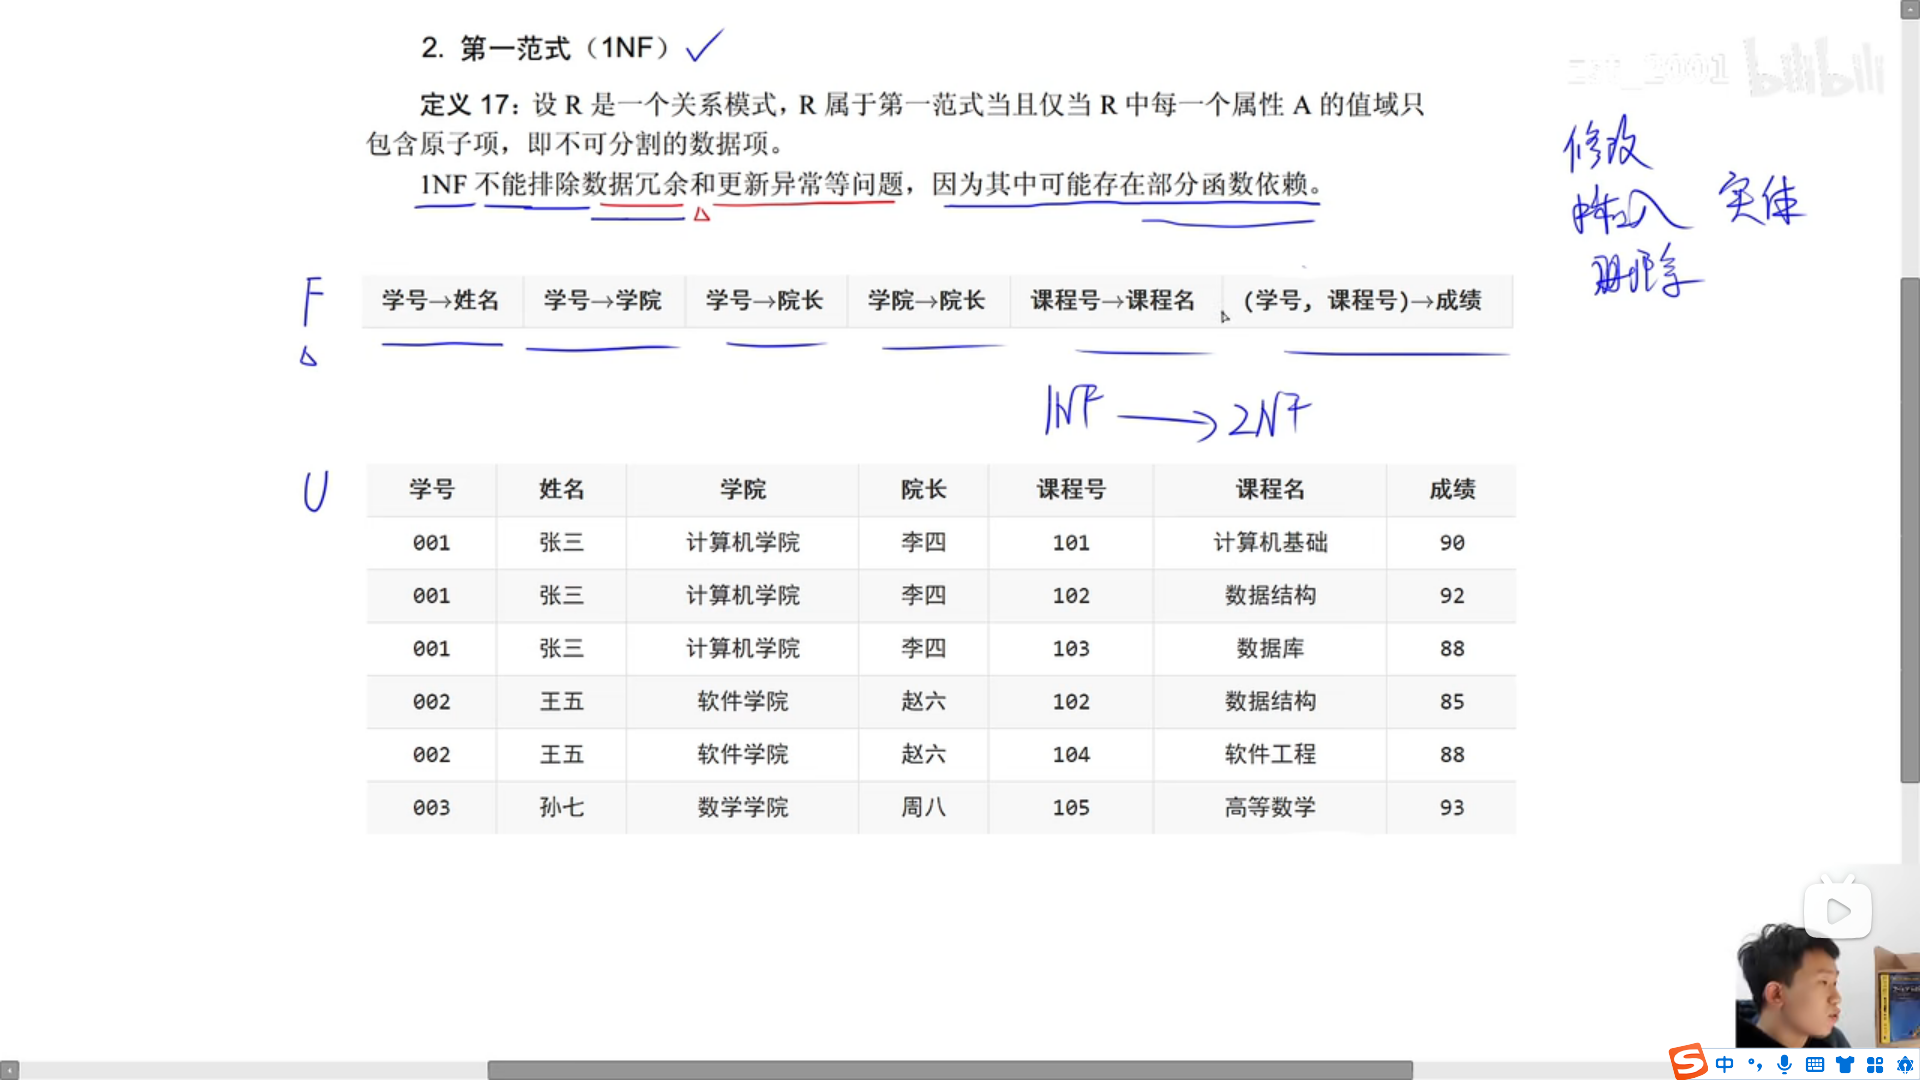 2. 第一范式（1NF）
定义 17：设 R 是一个关系模式，R 属于第一范式当且仅当 R 中每一个属性 A 的值域只
包含原子项，即不可分割的数据项。
1NF 不能排除数据冗余和更新异常等问题，因为其中可能存在部分函数依赖。
bilibili
修改
插入 实体
删除
F
学号→姓名 学号→学院 学号→院长 学院→院长 课程号→课程名 (学号, 课程号)→成绩
1NF → 2NF
U
学号 姓名 学院 院长 课程号 课程名 成绩
001 张三 计算机学院 李四 101 计算机基础 90
001 张三 计算机学院 李四 102 数据结构 92
001 张三 计算机学院 李四 103 数据库 88
002 王五 软件学院 赵六 102 数据结构 85
002 王五 软件学院 赵六 104 软件工程 88
003 孙七 数学学院 周八 105 高等数学 93
中